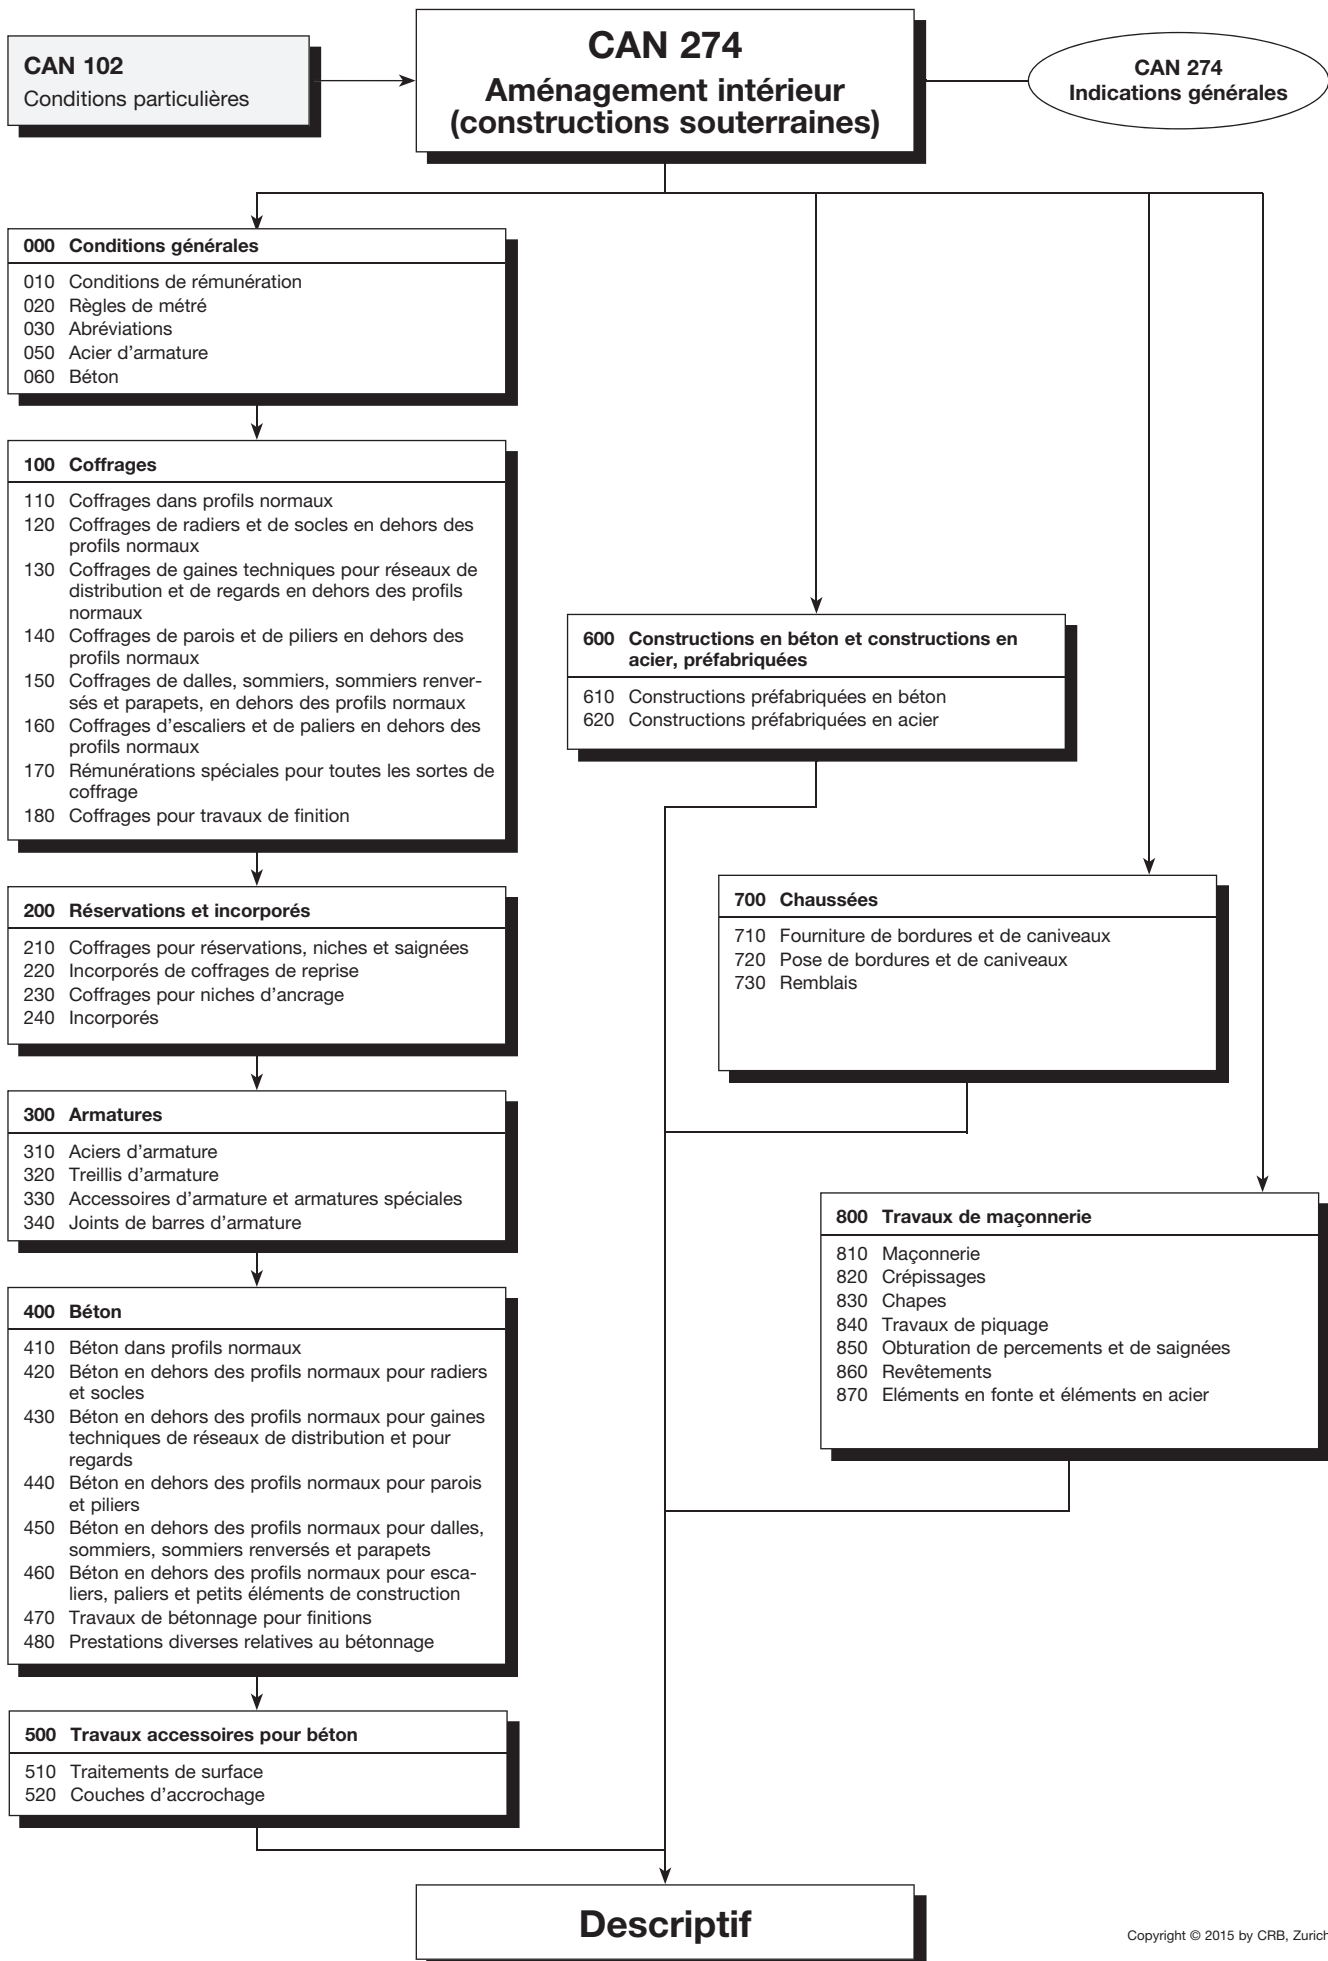 CAN 102
Conditions particulières
CAN 274
Aménagement intérieur
(constructions souterraines)
CAN 274
Indications générales
000 Conditions générales
010 Conditions de rémunération
020 Règles de métré
030 Abréviations
050 Acier d’armature
060 Béton
100 Coffrages
110 Coffrages dans profils normaux
120 Coffrages de radiers et de socles en dehors des
profils normaux
130 Coffrages de gaines techniques pour réseaux de
distribution et de regards en dehors des profils
normaux
140 Coffrages de parois et de piliers en dehors des
profils normaux
150 Coffrages de dalles, sommiers, sommiers renver-
sés et parapets, en dehors des profils normaux
160 Coffrages d’escaliers et de paliers en dehors des
profils normaux
170 Rémunérations spéciales pour toutes les sortes de
coffrage
180 Coffrages pour travaux de finition
200 Réservations et incorporés
210 Coffrages pour réservations, niches et saignées
220 Incorporés de coffrages de reprise
230 Coffrages pour niches d’ancrage
240 Incorporés
300 Armatures
310 Aciers d’armature
320 Treillis d’armature
330 Accessoires d’armature et armatures spéciales
340 Joints de barres d’armature
400 Béton
410 Béton dans profils normaux
420 Béton en dehors des profils normaux pour radiers
et socles
430 Béton en dehors des profils normaux pour gaines
techniques de réseaux de distribution et pour
regards
440 Béton en dehors des profils normaux pour parois
et piliers
450 Béton en dehors des profils normaux pour dalles,
sommiers, sommiers renversés et parapets
460 Béton en dehors des profils normaux pour esca-
liers, paliers et petits éléments de construction
470 Travaux de bétonnage pour finitions
480 Prestations diverses relatives au bétonnage
500 Travaux accessoires pour béton
510 Traitements de surface
520 Couches d’accrochage
600 Constructions en béton et constructions en
acier, préfabriquées
610 Constructions préfabriquées en béton
620 Constructions préfabriquées en acier
700 Chaussées
710 Fourniture de bordures et de caniveaux
720 Pose de bordures et de caniveaux
730 Remblais
800 Travaux de maçonnerie
810 Maçonnerie
820 Crépissages
830 Chapes
840 Travaux de piquage
850 Obturation de percements et de saignées
860 Revêtements
870 Eléments en fonte et éléments en acier
Descriptif
Copyright © 2015 by CRB, Zurich